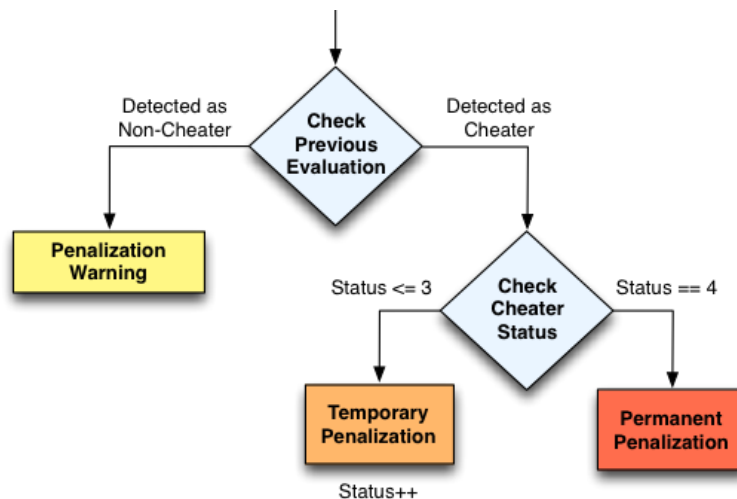 Detected as
Non-Cheater
Check
Previous
Evaluation
Detected as
Cheater
Penalization
Warning
Status <= 3
Check
Cheater
Status
Status == 4
Temporary
Penalization
Permanent
Penalization
Status++